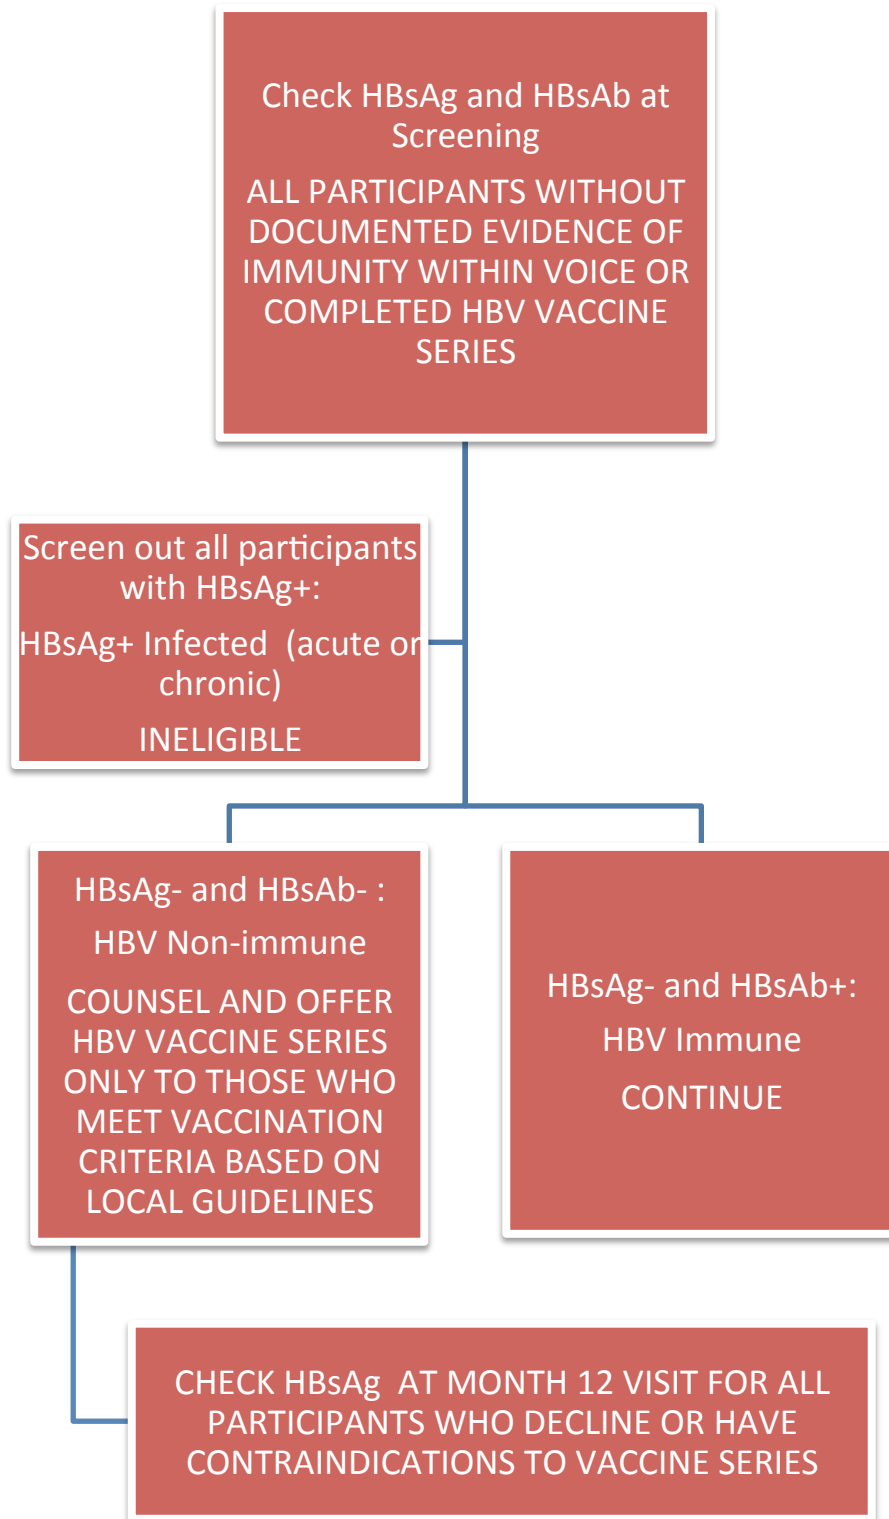 Check HBsAg and HBsAb at
Screening
ALL PARTICIPANTS WITHOUT
DOCUMENTED EVIDENCE OF
IMMUNITY WITHIN VOICE OR
COMPLETED HBV VACCINE
SERIES
Screen out all participants
with HBsAg+:
HBsAg+ Infected (acute or
chronic)
INELIGIBLE
HBsAg- and HBsAb- :
HBV Non-immune
COUNSEL AND OFFER
HBV VACCINE SERIES
ONLY TO THOSE WHO
MEET VACCINATION
CRITERIA BASED ON
LOCAL GUIDELINES
HBsAg- and HBsAb+:
HBV Immune
CONTINUE
CHECK HBsAg AT MONTH 12 VISIT FOR ALL
PARTICIPANTS WHO DECLINE OR HAVE
CONTRAINDICATIONS TO VACCINE SERIES